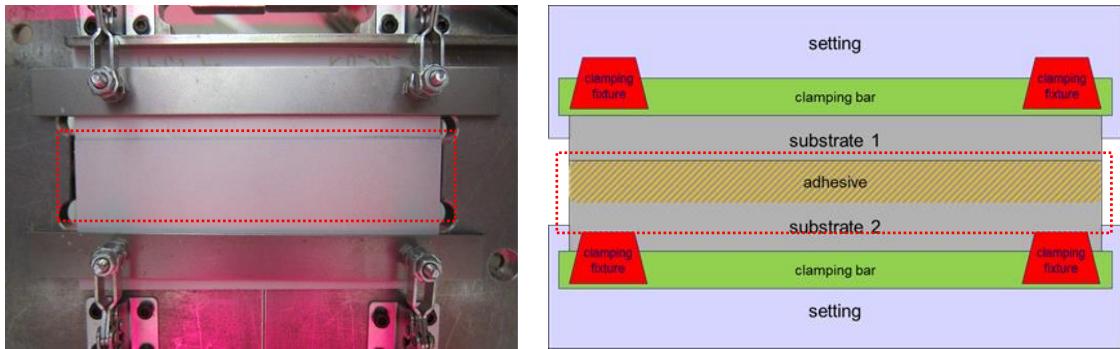 setting
clamping
fixture
clamping
fixture
clamping bar
substrate 1
adhesive
substrate 2
clamping
fixture
clamping
fixture
clamping bar
setting